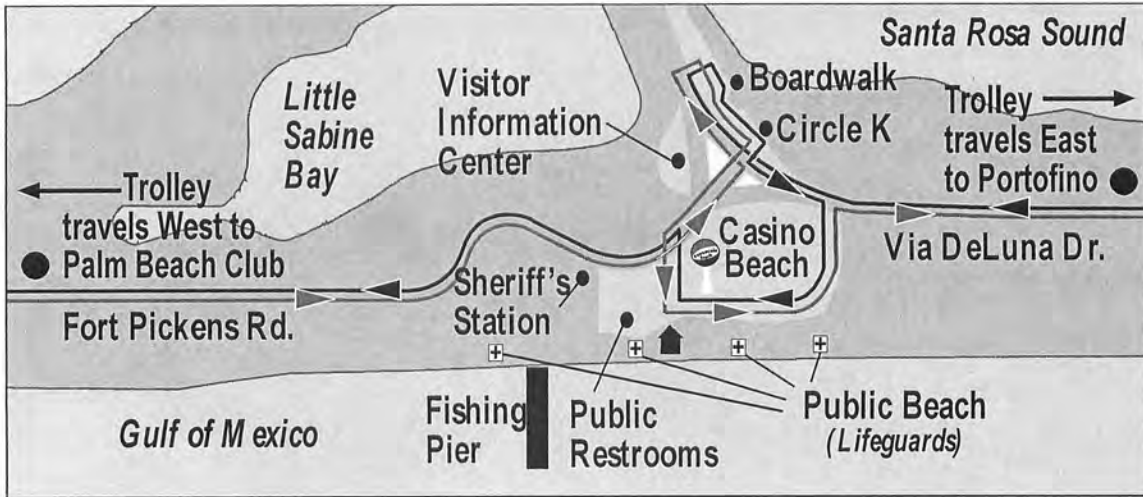 Santa Rosa Sound
Little
Sabine
Bay
Visitor
Information
Center
Boardwalk
Circle K
Trolley
travels East
to Portofino
Trolley
travels West to
Palm Beach Club
Casino
Beach
Via DeLuna Dr.
Sheriff's
Station
Fort Pickens Rd.
Gulf of Mexico
Fishing
Pier
Public
Restrooms
Public Beach
(Lifeguards)